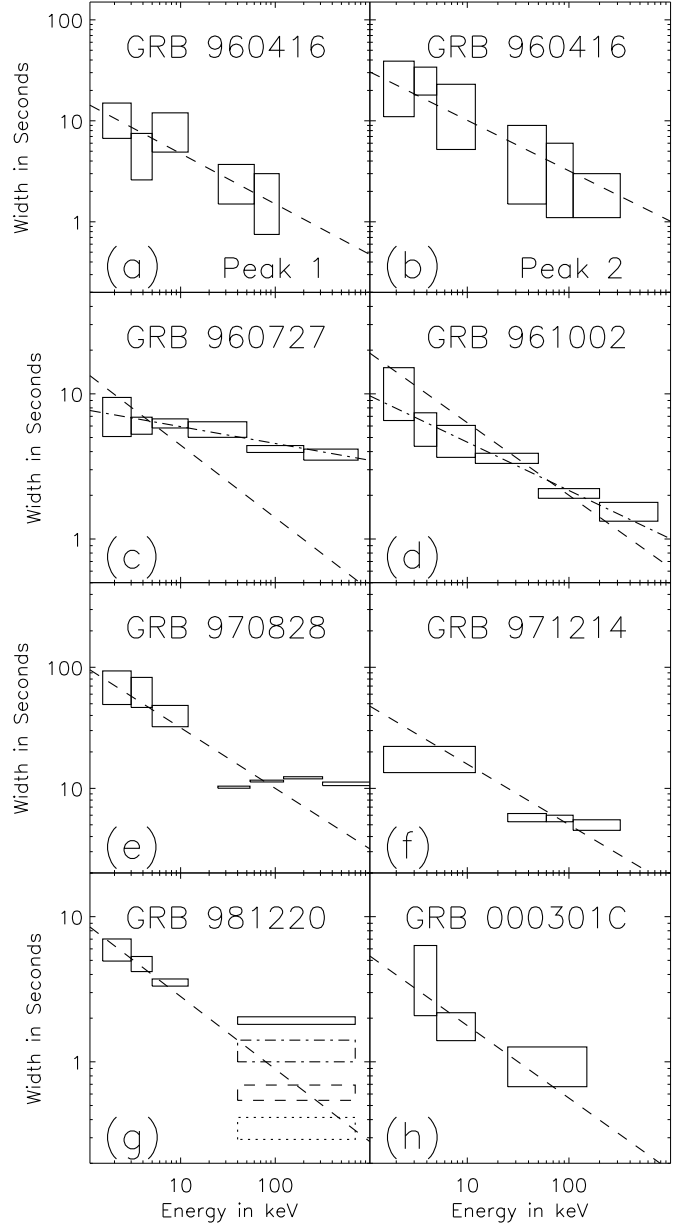 GRB 960416
GRB 960416
100
10
1
Width in Seconds
(a)
Peak 1
(b)
Peak 2
GRB 960727
GRB 961002
10
1
Width in Seconds
(c)
(d)
GRB 970828
GRB 971214
100
10
Width in Seconds
(e)
(f)
GRB 981220
GRB 000301C
10
1
Width in Seconds
(g)
(h)
10
100
10
100
Energy in keV
Energy in keV